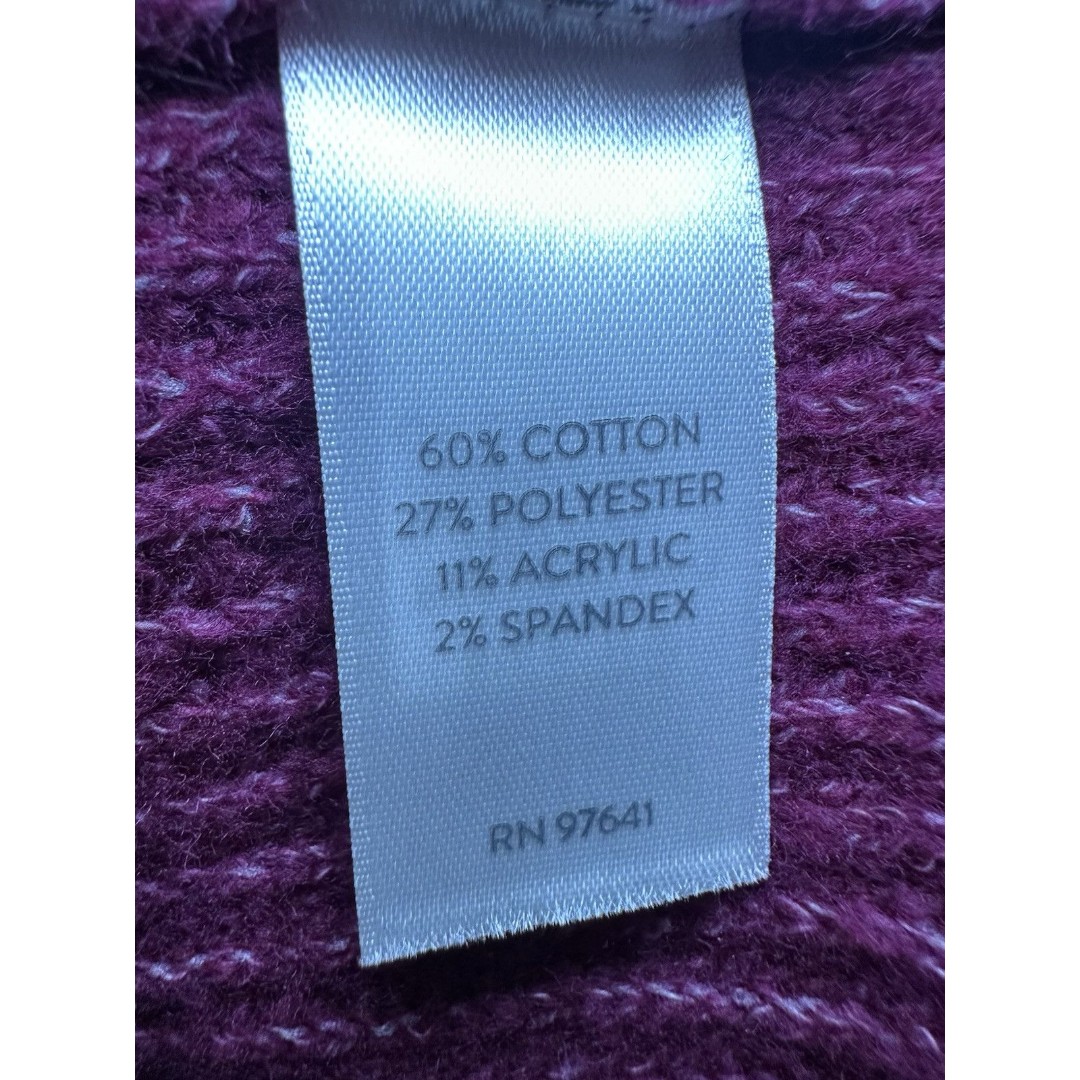 60% COTTON
27% POLYESTER
11% ACRYLIC
2% SPANDEX
RN 97641